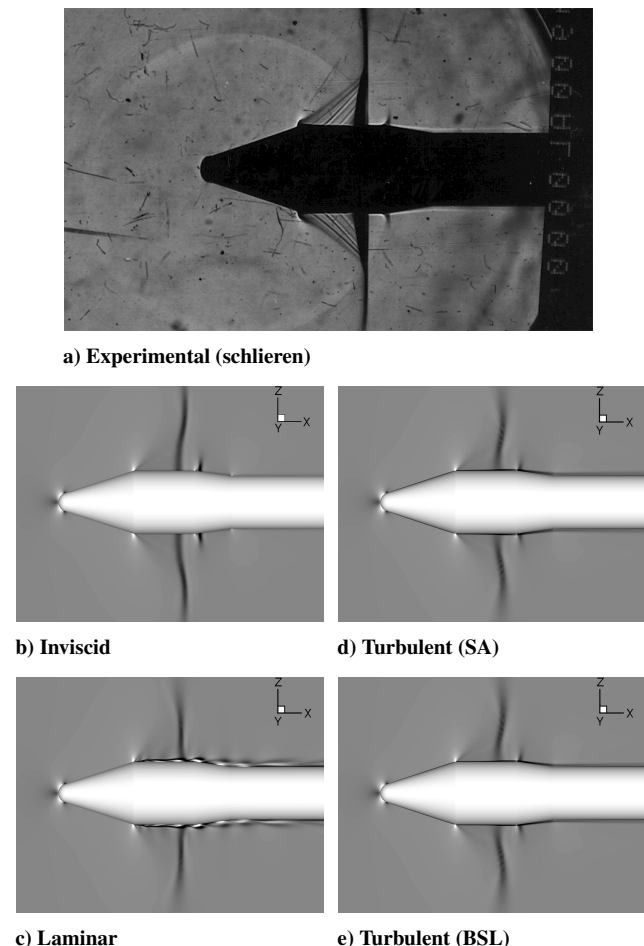 a) Experimental (schlieren)
Z
Y
X
Z
Y
X
b) Inviscid
d) Turbulent (SA)
Z
Y
X
Z
Y
X
c) Laminar
e) Turbulent (BSL)